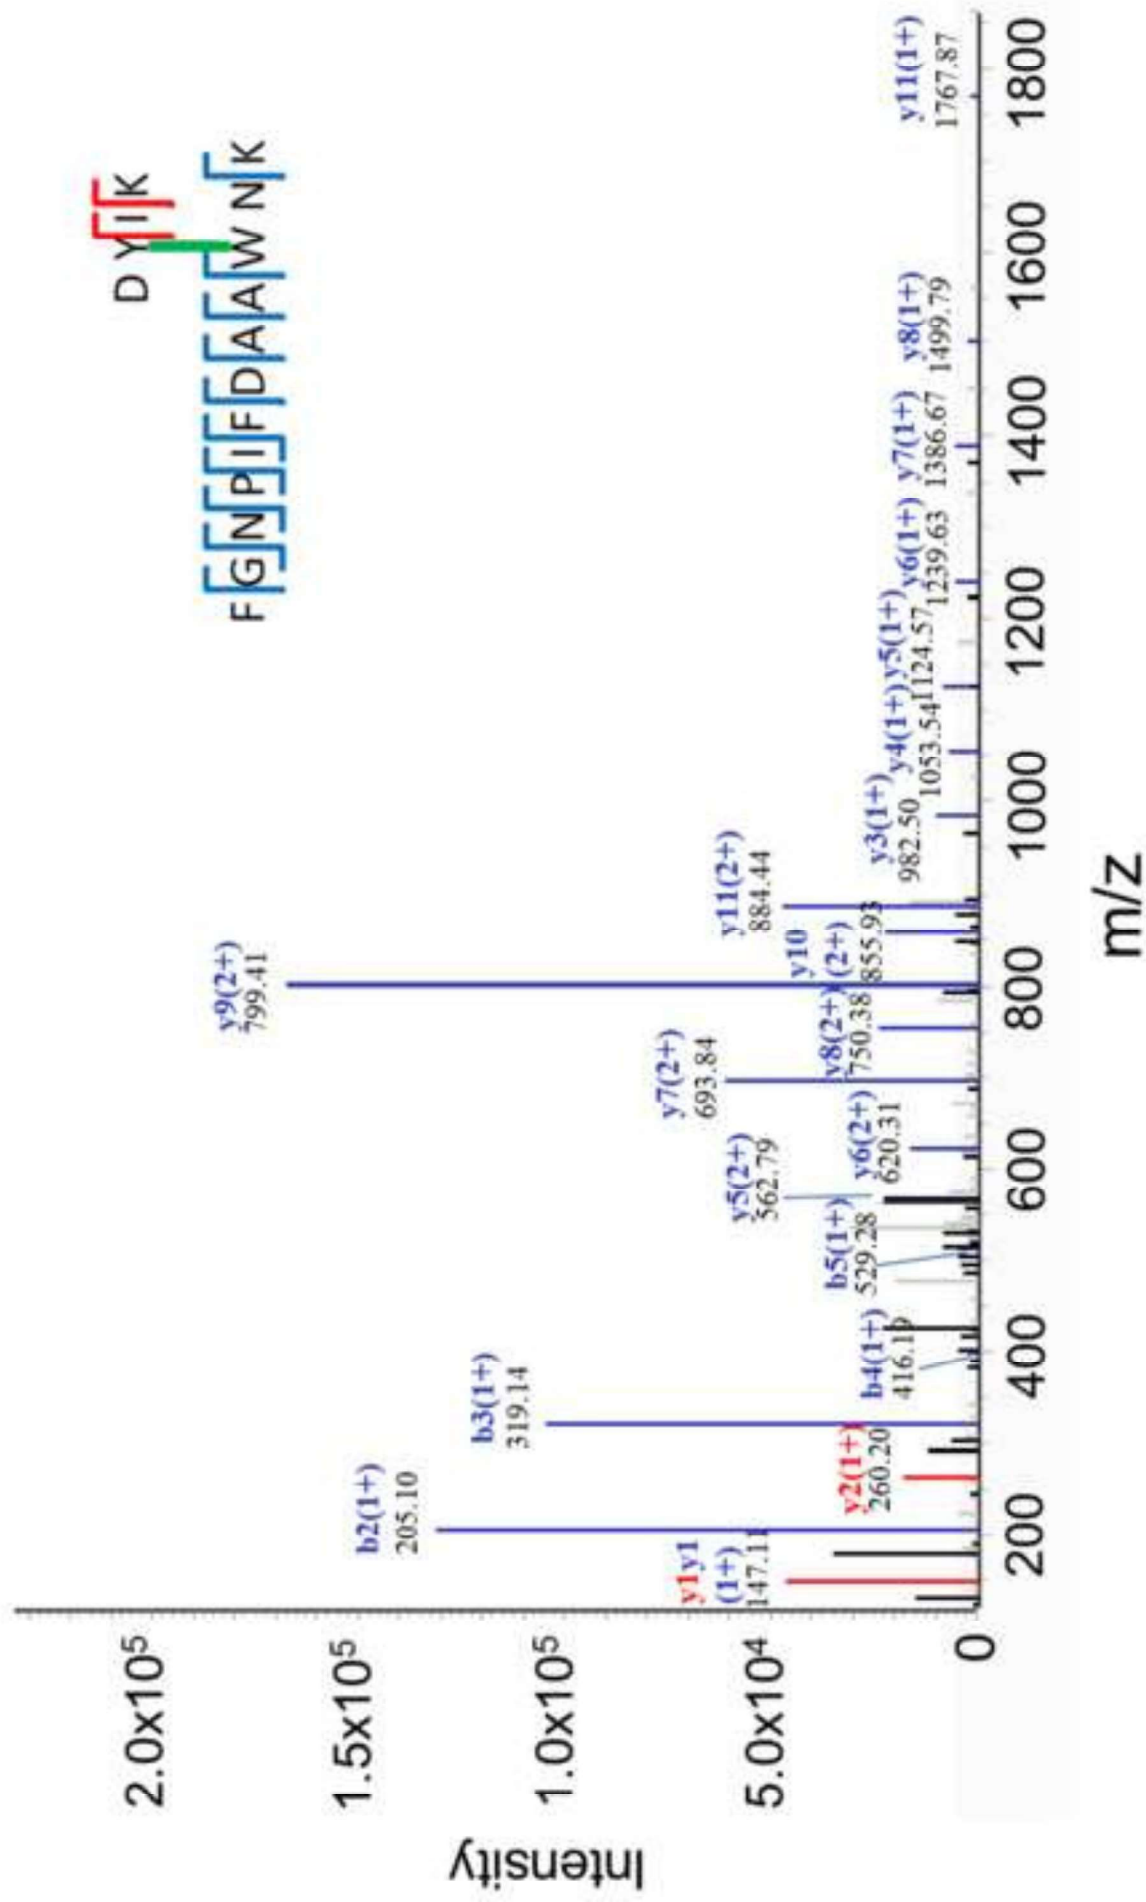 D Y I K
F G N P I F D A A W N K
Intensity
2.0x10⁵
1.5x10⁵
1.0x10⁵
5.0x10⁴
0
y1y1
(1+)
147.11
b2(1+)
205.10
y2(1+)
260.20
b3(1+)
319.14
b4(1+)
416.19
b5(1+)
529.28
y5(2+)
562.79
y6(2+)
620.31
y7(2+)
693.84
y8(2+)
750.38
y9(2+)
799.41
y10
(2+)
855.93
y11(2+)
884.44
y3(1+)
982.50
y4(1+)
1053.54
y5(1+)
1124.57
y6(1+)
1239.63
y7(1+)
1386.67
y8(1+)
1499.79
y11(1+)
1767.87
200 400 600 800 1000 1200 1400 1600 1800
m/z